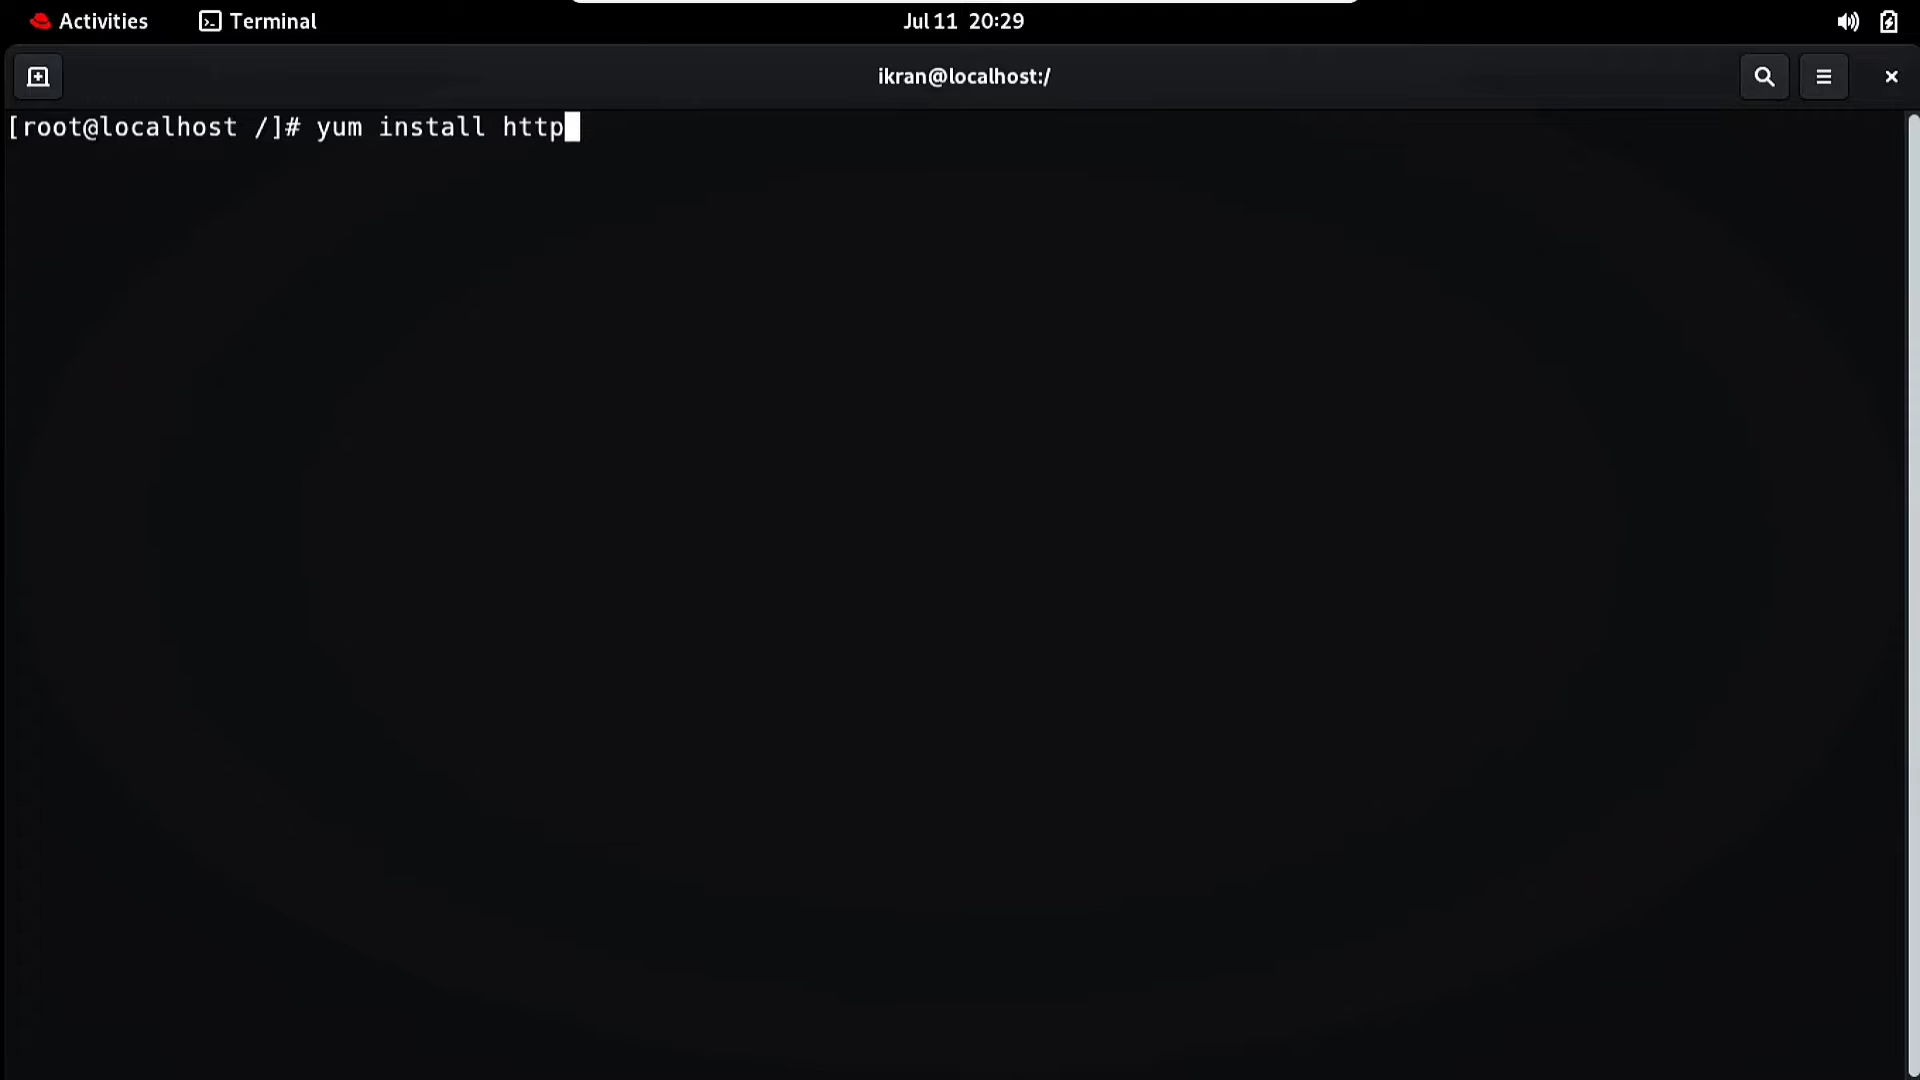 Activities Terminal Jul 11 20:29
ikran@localhost:/
[root@localhost /]# yum install http